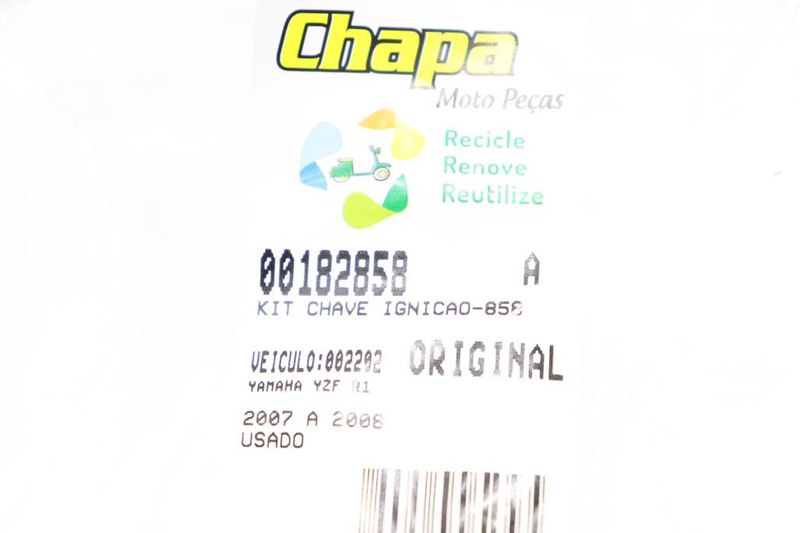 Chapa
Moto Peças
Recicle
Renove
Reutilize
00182858 A
KIT CHAVE IGNICAO-850
VEICULO:002202 ORIGINAL
YAMAHA YZF R1
2007 A 2008
USADO